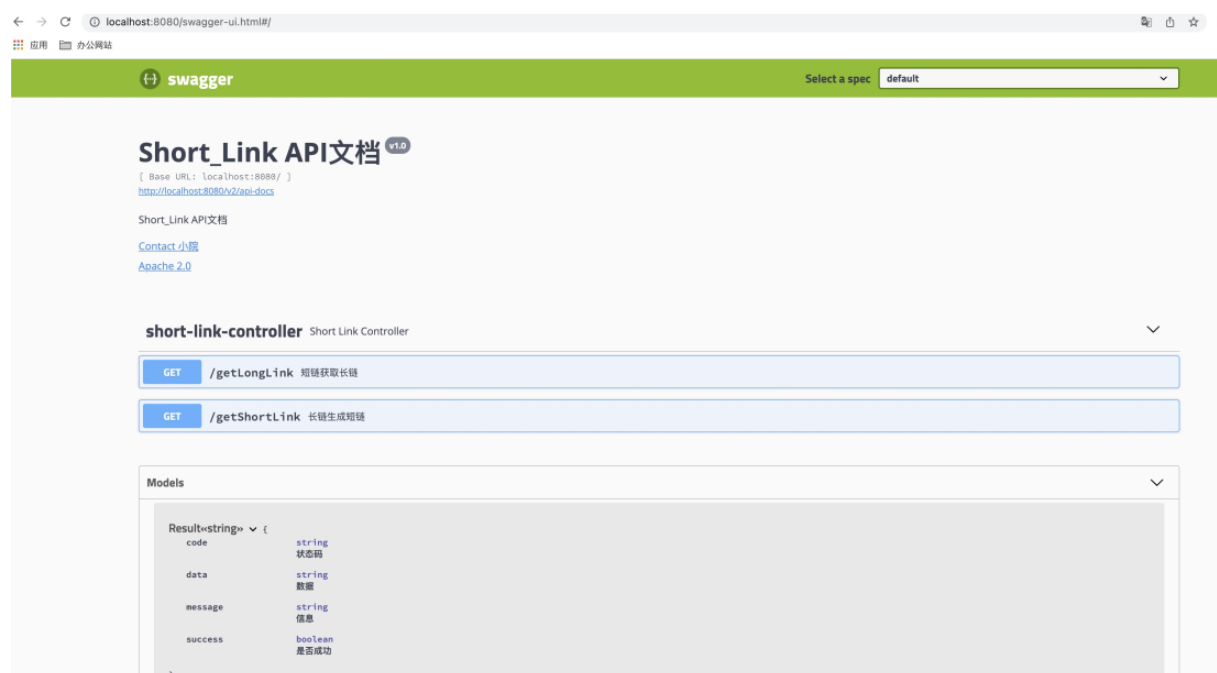 localhost:8080/swagger-ui.html#/
应用 办公网站
swagger
Select a spec default
Short_Link API文档 v1.0
[ Base URL: localhost:8080/ ]
http://localhost:8080/v2/api-docs
Short_Link API文档
Contact 小院
Apache 2.0
short-link-controller Short Link Controller
GET /getLongLink 短链获取长链
GET /getShortLink 长链生成短链
Models
Result«string» {
code string
状态码
data string
数据
message string
信息
success boolean
是否成功